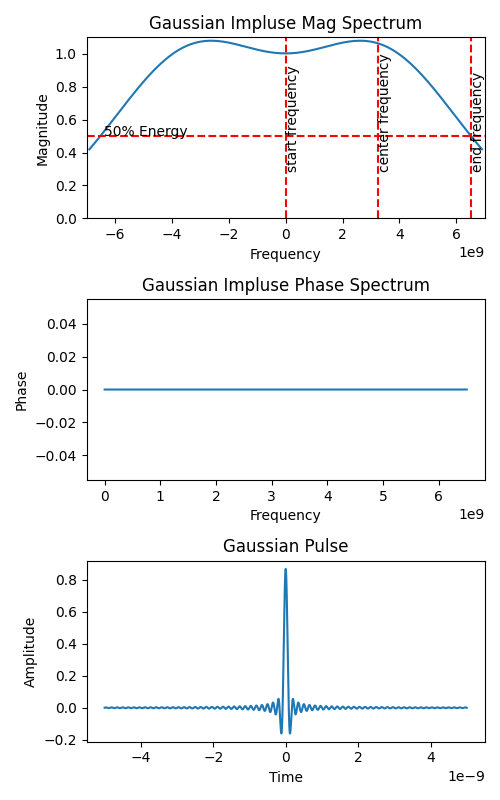 Gaussian Impluse Mag Spectrum
1.0
0.8
0.6
0.4
0.2
0.0
Magnitude
50% Energy
start frequency
center frequency
end frequency
−6 −4 −2 0 2 4 6
1e9
Frequency
Gaussian Impluse Phase Spectrum
0.04
0.02
0.00
−0.02
−0.04
Phase
0 1 2 3 4 5 6
1e9
Frequency
Gaussian Pulse
0.8
0.6
0.4
0.2
0.0
−0.2
Amplitude
−4 −2 0 2 4
1e−9
Time